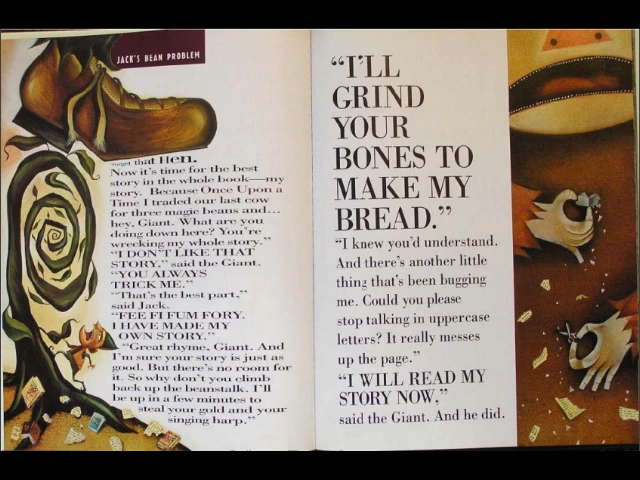 JACK'S BEAN PROBLEM
Forget that Hen.
Now it's time for the best
story in the whole book—my
story. Because Once Upon a
Time I traded our last cow
for three magic beans and...
hey, Giant. What are you
doing down here? You're
wrecking my whole story."
"I DON'T LIKE THAT
STORY," said the Giant.
"YOU ALWAYS
TRICK ME."
"That's the best part,"
said Jack.
"FEE FI FUM FORY.
I HAVE MADE MY
OWN STORY."
"Great rhyme, Giant. And
I'm sure your story is just as
good. But there's no room for
it. So why don't you climb
back up the beanstalk. I'll
be up in a few minutes to
steal your gold and your
singing harp."
"I'LL
GRIND
YOUR
BONES TO
MAKE MY
BREAD."
"I knew you'd understand.
And there's another little
thing that's been bugging
me. Could you please
stop talking in uppercase
letters? It really messes
up the page."
"I WILL READ MY
STORY NOW,"
said the Giant. And he did.